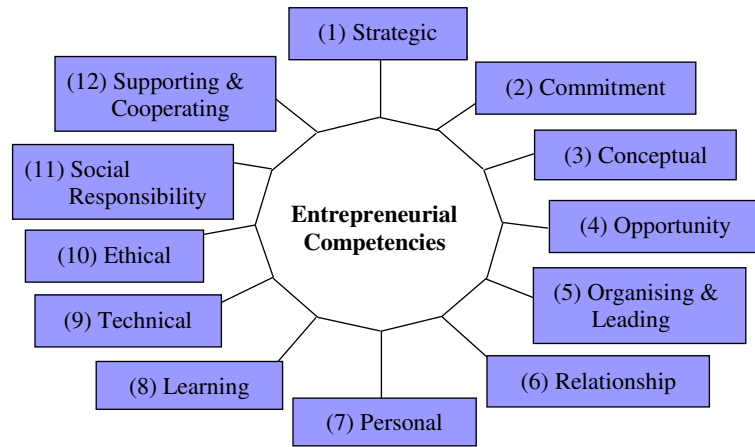 (1) Strategic
(2) Commitment
(3) Conceptual
(4) Opportunity
(5) Organising &
Leading
(6) Relationship
(7) Personal
(8) Learning
(9) Technical
(10) Ethical
(11) Social
Responsibility
(12) Supporting &
Cooperating
Entrepreneurial
Competencies